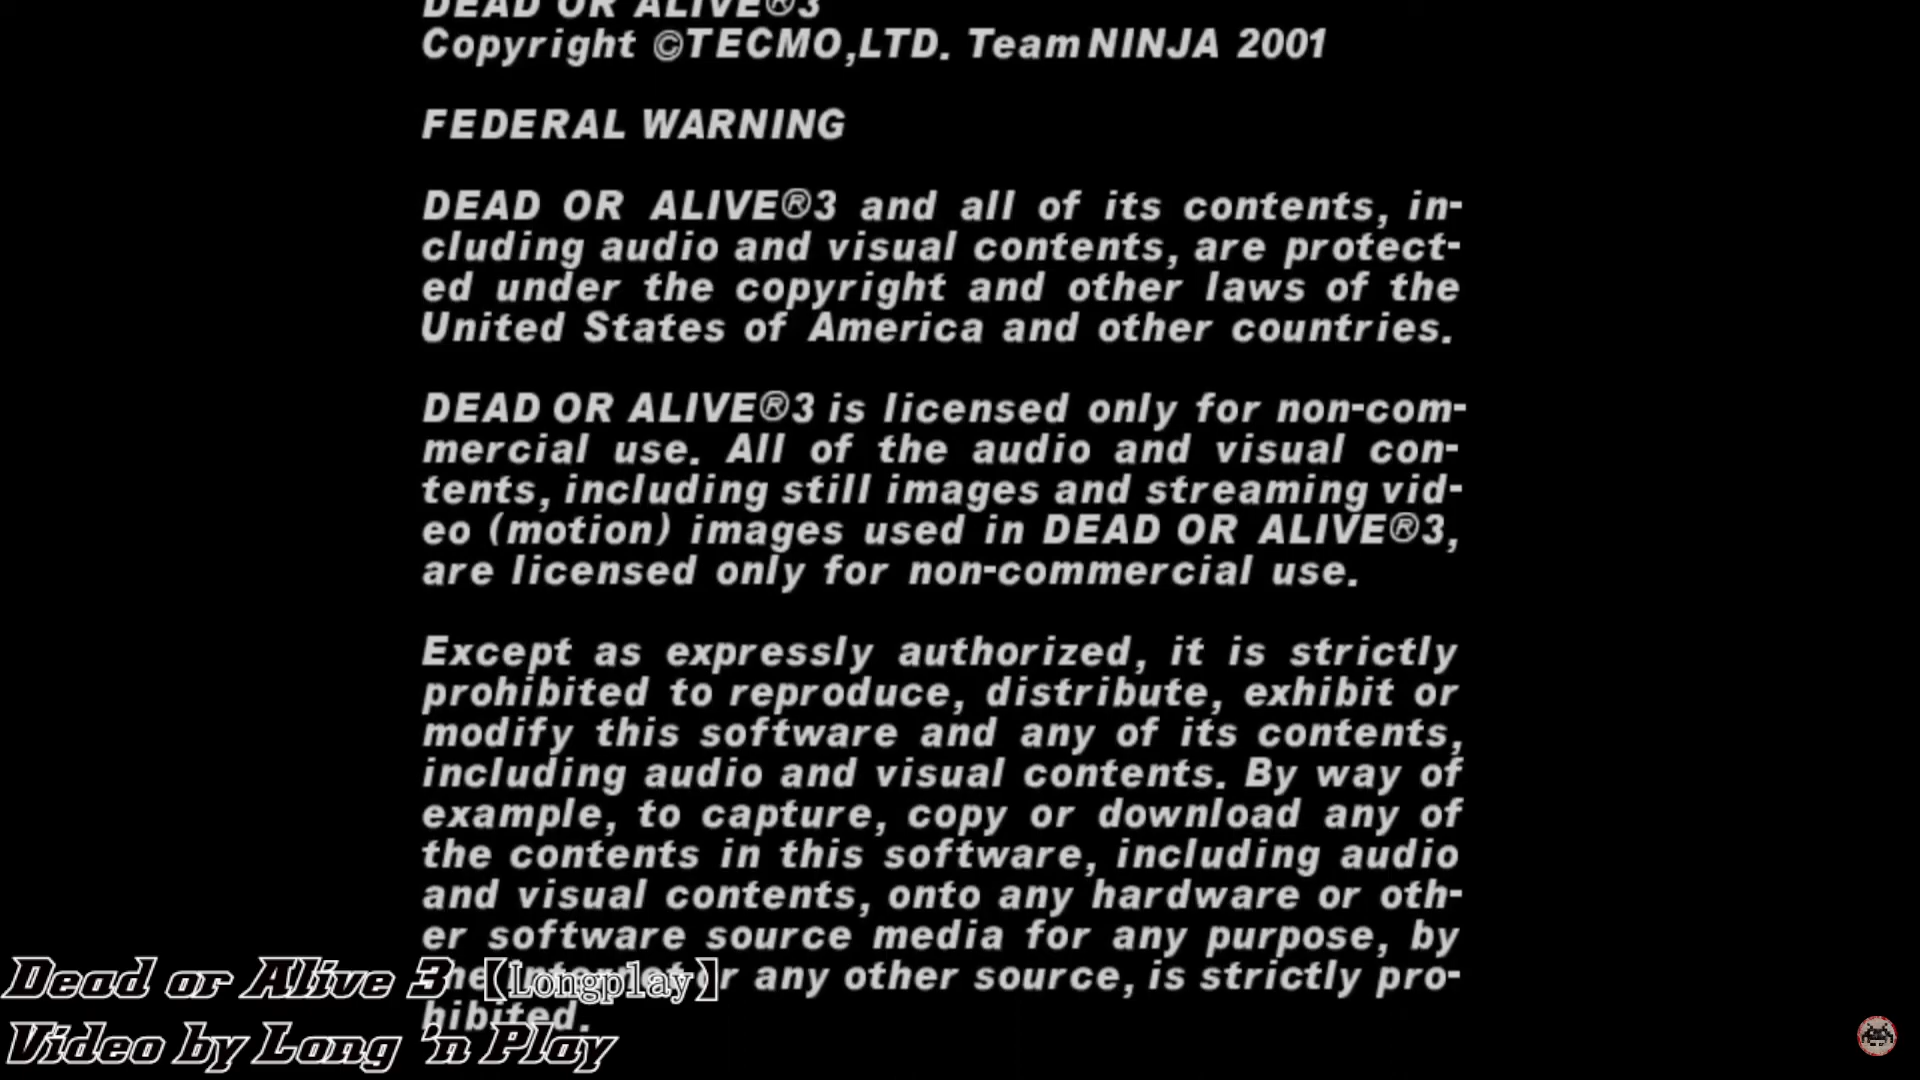 DEAD OR ALIVE®3
Copyright ©TECMO,LTD. Team NINJA 2001
FEDERAL WARNING
DEAD OR ALIVE®3 and all of its contents, in-
cluding audio and visual contents, are protect-
ed under the copyright and other laws of the
United States of America and other countries.
DEAD OR ALIVE®3 is licensed only for non-com-
mercial use. All of the audio and visual con-
tents, including still images and streaming vid-
eo (motion) images used in DEAD OR ALIVE®3,
are licensed only for non-commercial use.
Except as expressly authorized, it is strictly
prohibited to reproduce, distribute, exhibit or
modify this software and any of its contents,
including audio and visual contents. By way of
example, to capture, copy or download any of
the contents in this software, including audio
and visual contents, onto any hardware or oth-
er software source media for any purpose, by
the Internet or any other source, is strictly pro-
hibited.
Dead or Alive 3【Longplay】
Video by Long 'n Play